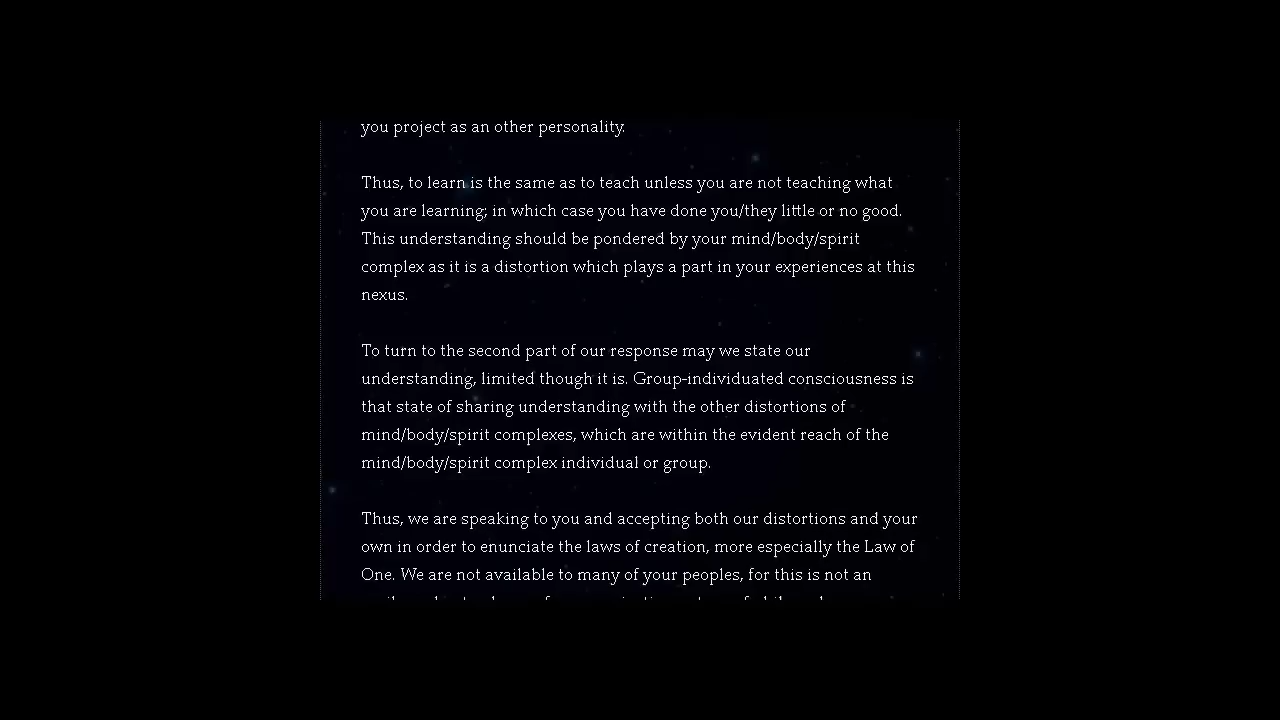 you project as an other personality.
Thus, to learn is the same as to teach unless you are not teaching what
you are learning; in which case you have done you/they little or no good.
This understanding should be pondered by your mind/body/spirit
complex as it is a distortion which plays a part in your experiences at this
nexus.
To turn to the second part of our response may we state our
understanding, limited though it is. Group-individuated consciousness is
that state of sharing understanding with the other distortions of
mind/body/spirit complexes, which are within the evident reach of the
mind/body/spirit complex individual or group.
Thus, we are speaking to you and accepting both our distortions and your
own in order to enunciate the laws of creation, more especially the Law of
One. We are not available to many of your peoples, for this is not an